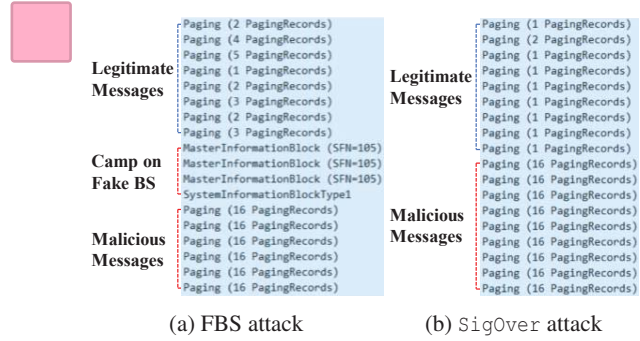 Legitimate
Messages
Paging (2 PagingRecords)
Paging (4 PagingRecords)
Paging (5 PagingRecords)
Paging (1 PagingRecords)
Paging (2 PagingRecords)
Paging (3 PagingRecords)
Paging (2 PagingRecords)
Paging (3 PagingRecords)
Camp on
Fake BS
MasterInformationBlock (SFN=105)
MasterInformationBlock (SFN=105)
MasterInformationBlock (SFN=105)
SystemInformationBlockType1
Malicious
Messages
Paging (16 PagingRecords)
Paging (16 PagingRecords)
Paging (16 PagingRecords)
Paging (16 PagingRecords)
Paging (16 PagingRecords)
Paging (16 PagingRecords)
(a) FBS attack
Legitimate
Messages
Paging (1 PagingRecords)
Paging (2 PagingRecords)
Paging (1 PagingRecords)
Paging (1 PagingRecords)
Paging (1 PagingRecords)
Paging (1 PagingRecords)
Paging (1 PagingRecords)
Paging (1 PagingRecords)
Paging (1 PagingRecords)
Malicious
Messages
Paging (16 PagingRecords)
Paging (16 PagingRecords)
Paging (16 PagingRecords)
Paging (16 PagingRecords)
Paging (16 PagingRecords)
Paging (16 PagingRecords)
Paging (16 PagingRecords)
Paging (16 PagingRecords)
Paging (16 PagingRecords)
(b) SigOver attack